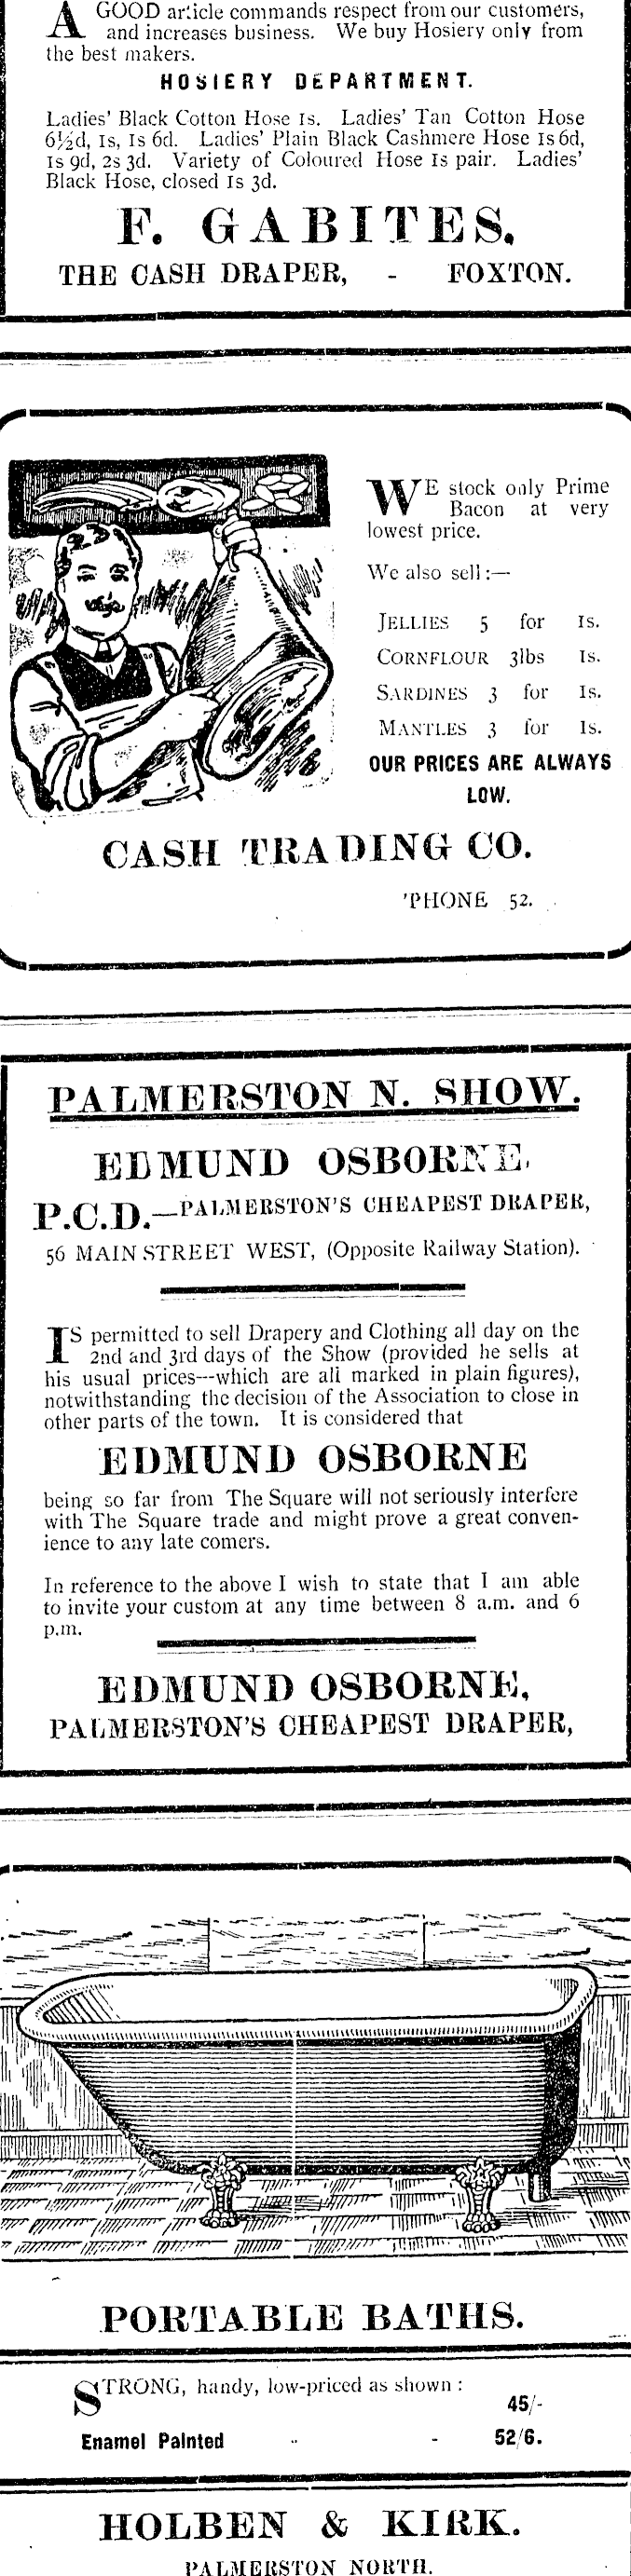 A GOOD article commands respect from our customers,
and increases business. We buy Hosiery only from
the best makers.
HOSIERY DEPARTMENT.
Ladies' Black Cotton Hose 1s. Ladies' Tan Cotton Hose
6½d, 1s, 1s 6d. Ladies' Plain Black Cashmere Hose 1s 6d,
1s 9d, 2s 3d. Variety of Coloured Hose 1s pair. Ladies'
Black Hose, closed 1s 3d.
F. GABITES,
THE CASH DRAPER, - FOXTON.
WE stock only Prime
Bacon at very
lowest price.
We also sell:—
JELLIES 5 for 1s.
CORNFLOUR 3lbs 1s.
SARDINES 3 for 1s.
MANTLES 3 for 1s.
OUR PRICES ARE ALWAYS
LOW.
CASH TRADING CO.
'PHONE 52.
PALMERSTON N. SHOW.
EDMUND OSBORNE,
P.C.D.—PALMERSTON'S CHEAPEST DRAPER,
56 MAIN STREET WEST, (Opposite Railway Station).
IS permitted to sell Drapery and Clothing all day on the
2nd and 3rd days of the Show (provided he sells at
his usual prices--which are all marked in plain figures),
notwithstanding the decision of the Association to close in
other parts of the town. It is considered that
EDMUND OSBORNE
being so far from The Square will not seriously interfere
with The Square trade and might prove a great conven-
ience to any late comers.
In reference to the above I wish to state that I am able
to invite your custom at any time between 8 a.m. and 6
p.m.
EDMUND OSBORNE,
PALMERSTON'S CHEAPEST DRAPER,
PORTABLE BATHS.
STRONG, handy, low-priced as shown:
45/-
Enamel Painted - - 52/6.
HOLBEN & KIRK.
PALMERSTON NORTH.